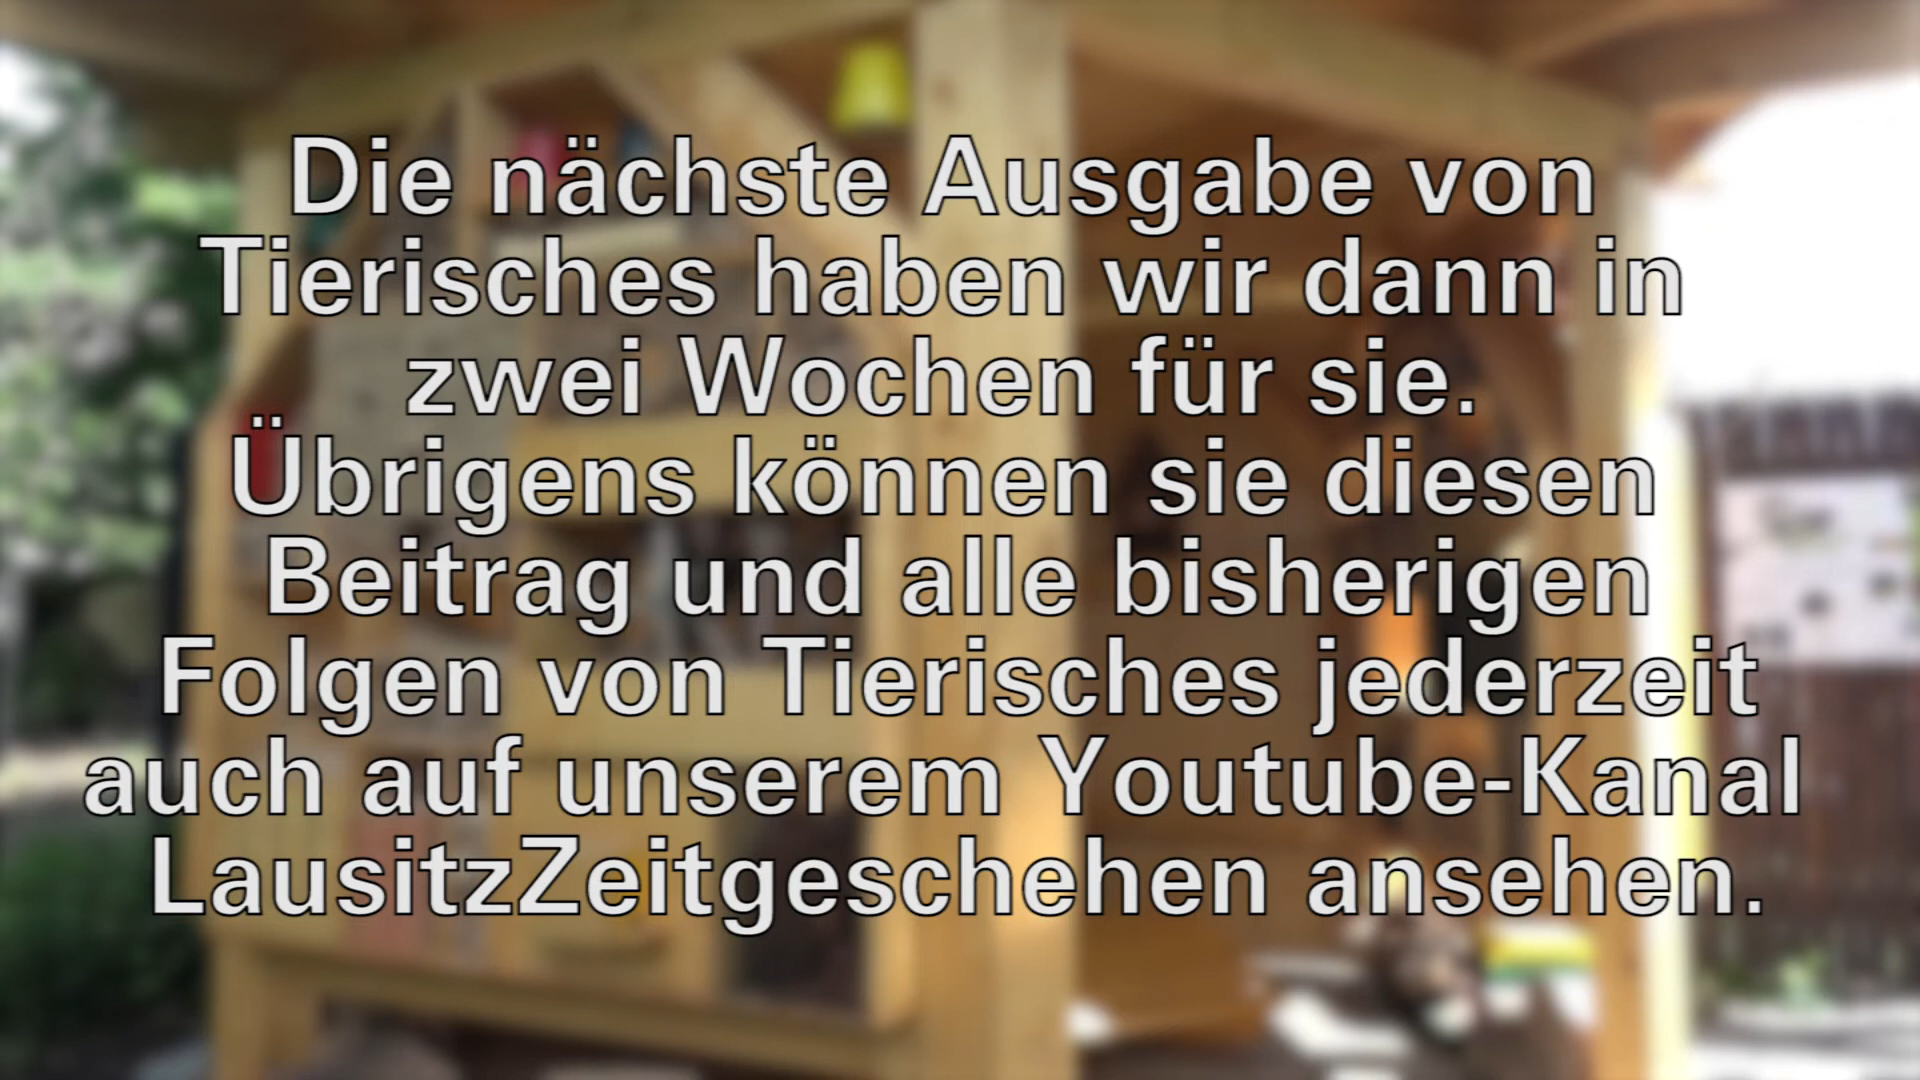 Die nächste Ausgabe von
Tierisches haben wir dann in
zwei Wochen für sie.
Übrigens können sie diesen
Beitrag und alle bisherigen
Folgen von Tierisches jederzeit
auch auf unserem Youtube-Kanal
LausitzZeitgeschehen ansehen.